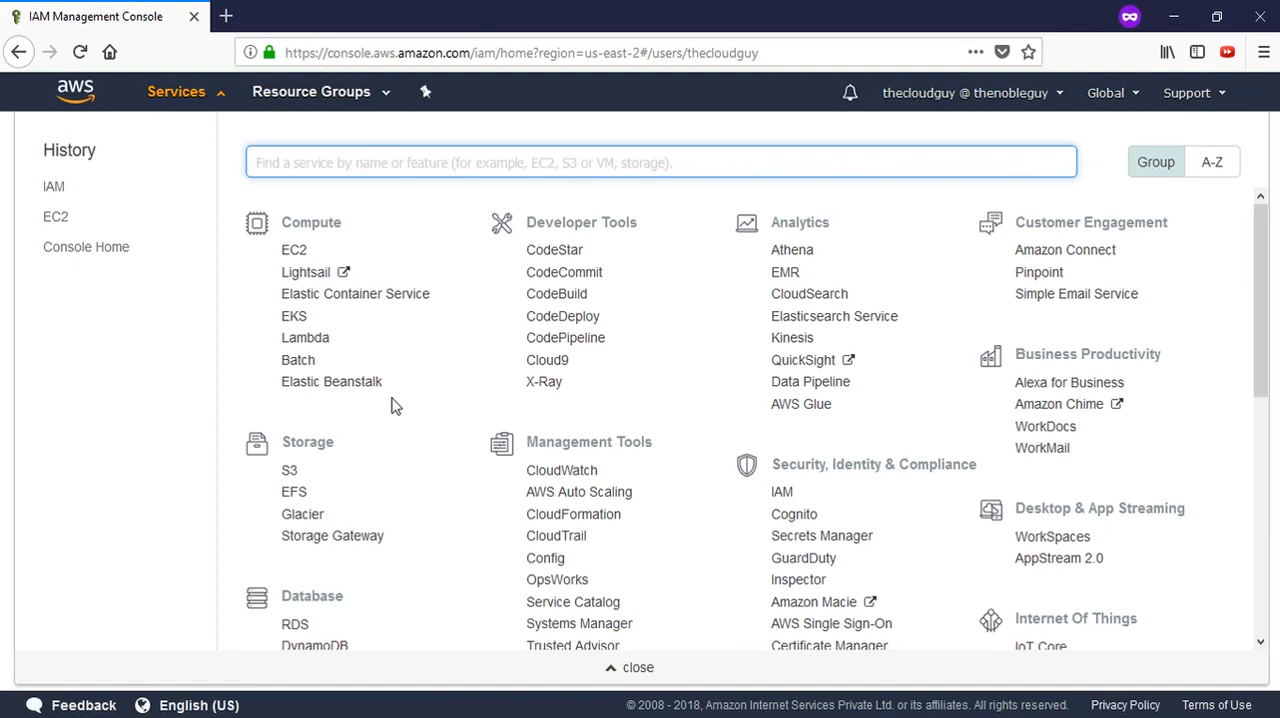 IAM Management Console
https://console.aws.amazon.com/iam/home?region=us-east-2#/users/thecloudguy
aws
Services
Resource Groups
thecloudguy @ thenobleguy
Global
Support
History
IAM
EC2
Console Home
Find a service by name or feature (for example, EC2, S3 or VM, storage).
Group
A-Z
Compute
EC2
Lightsail
Elastic Container Service
EKS
Lambda
Batch
Elastic Beanstalk
Storage
S3
EFS
Glacier
Storage Gateway
Database
RDS
DynamoDB
Developer Tools
CodeStar
CodeCommit
CodeBuild
CodeDeploy
CodePipeline
Cloud9
X-Ray
Management Tools
CloudWatch
AWS Auto Scaling
CloudFormation
CloudTrail
Config
OpsWorks
Service Catalog
Systems Manager
Trusted Advisor
Analytics
Athena
EMR
CloudSearch
Elasticsearch Service
Kinesis
QuickSight
Data Pipeline
AWS Glue
Security, Identity & Compliance
IAM
Cognito
Secrets Manager
GuardDuty
Inspector
Amazon Macie
AWS Single Sign-On
Certificate Manager
Customer Engagement
Amazon Connect
Pinpoint
Simple Email Service
Business Productivity
Alexa for Business
Amazon Chime
WorkDocs
WorkMail
Desktop & App Streaming
WorkSpaces
AppStream 2.0
Internet Of Things
IoT Core
close
Feedback
English (US)
© 2008 - 2018, Amazon Internet Services Private Ltd. or its affiliates. All rights reserved.
Privacy Policy
Terms of Use